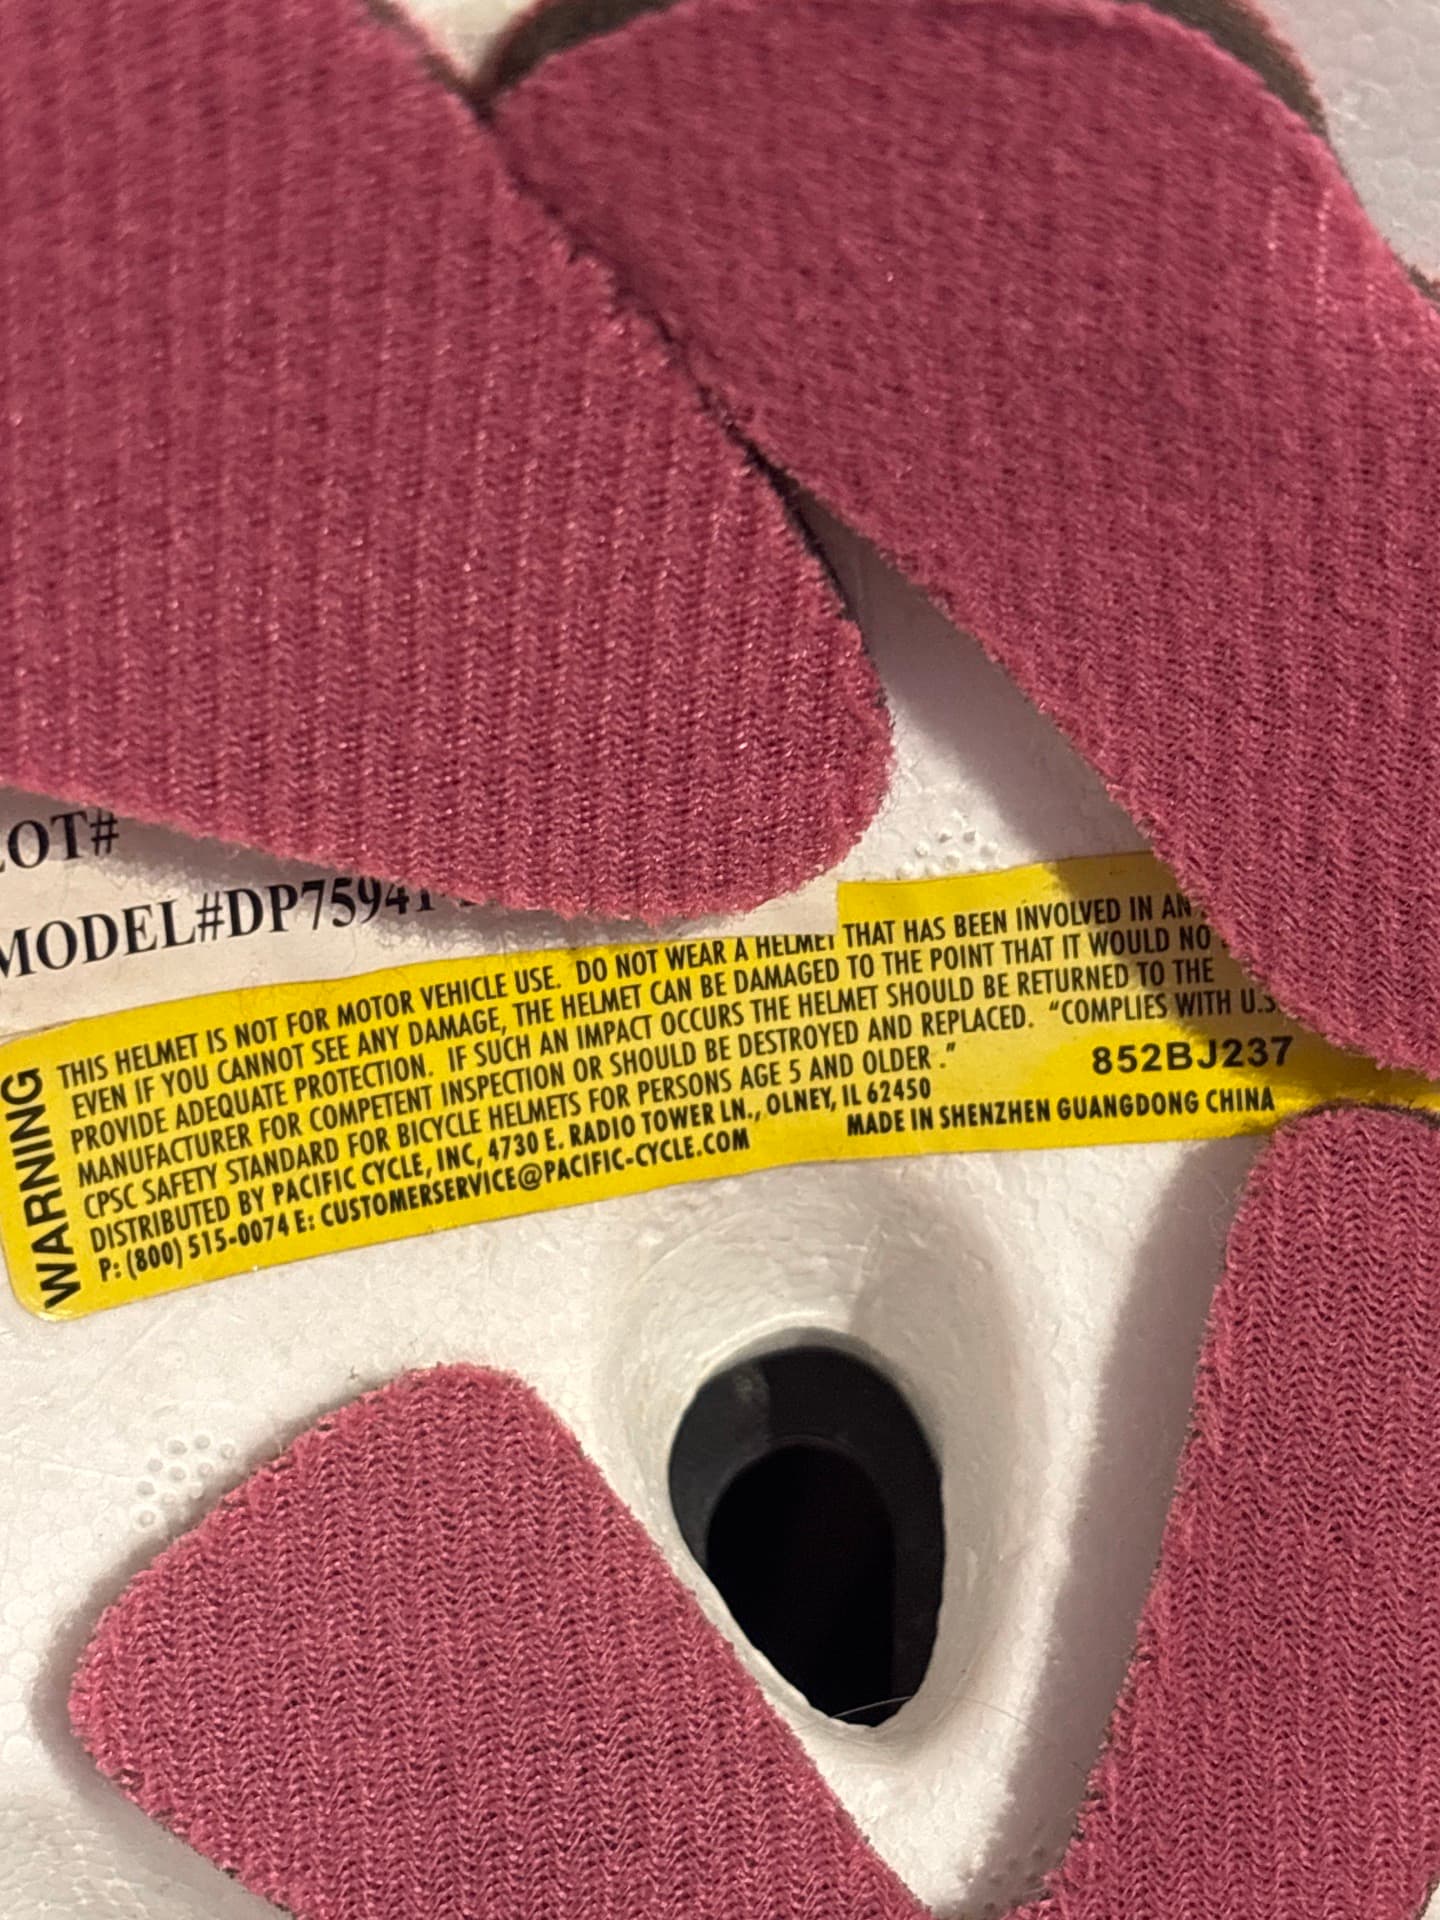 LOT#
MODEL#DP75941
WARNING
THIS HELMET IS NOT FOR MOTOR VEHICLE USE. DO NOT WEAR A HELMET THAT HAS BEEN INVOLVED IN AN
EVEN IF YOU CANNOT SEE ANY DAMAGE, THE HELMET CAN BE DAMAGED TO THE POINT THAT IT WOULD NO
PROVIDE ADEQUATE PROTECTION. IF SUCH AN IMPACT OCCURS THE HELMET SHOULD BE RETURNED TO THE
MANUFACTURER FOR COMPETENT INSPECTION OR SHOULD BE DESTROYED AND REPLACED. “COMPLIES WITH U.S.
CPSC SAFETY STANDARD FOR BICYCLE HELMETS FOR PERSONS AGE 5 AND OLDER .”
852BJ237
DISTRIBUTED BY PACIFIC CYCLE, INC, 4730 E. RADIO TOWER LN., OLNEY, IL 62450
P: (800) 515-0074 E: CUSTOMERSERVICE@PACIFIC-CYCLE.COM
MADE IN SHENZHEN GUANGDONG CHINA